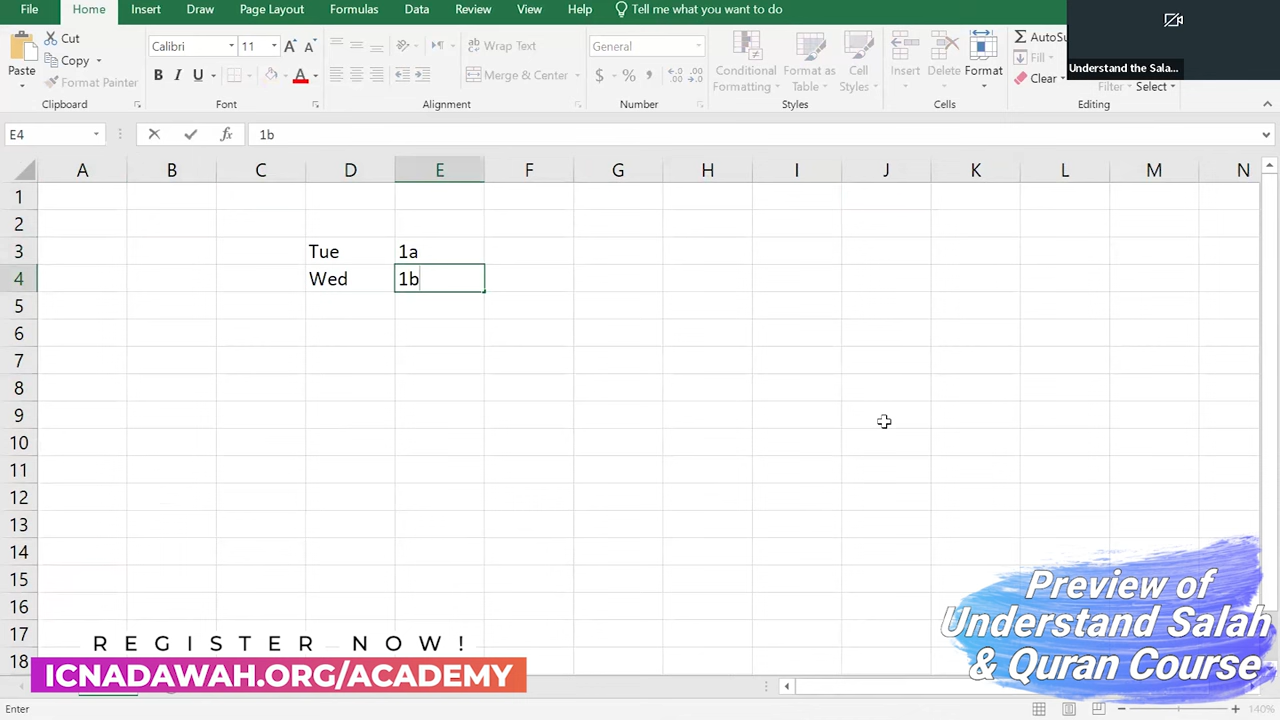 File Home Insert Draw Page Layout Formulas Data Review View Help Tell me what you want to do
Understand the Sala...
Paste
Cut
Copy
Format Painter
Clipboard
Calibri 11
B I U
Font
Wrap Text
Merge & Center
Alignment
General
$ % ,
Number
Conditional Formatting
Format as Table
Cell Styles
Styles
Insert Delete Format
Cells
AutoSu
Fill
Clear
Filter Select
Editing
E4 fx 1b
A B C D E F G H I J K L M N
1
2
3 Tue 1a
4 Wed 1b
5
6
7
8
9
10
11
12
13
14
15
16
17
18
Preview of
Understand Salah
& Quran Course
REGISTER NOW!
ICNADAWAH.ORG/ACADEMY
Enter
140%